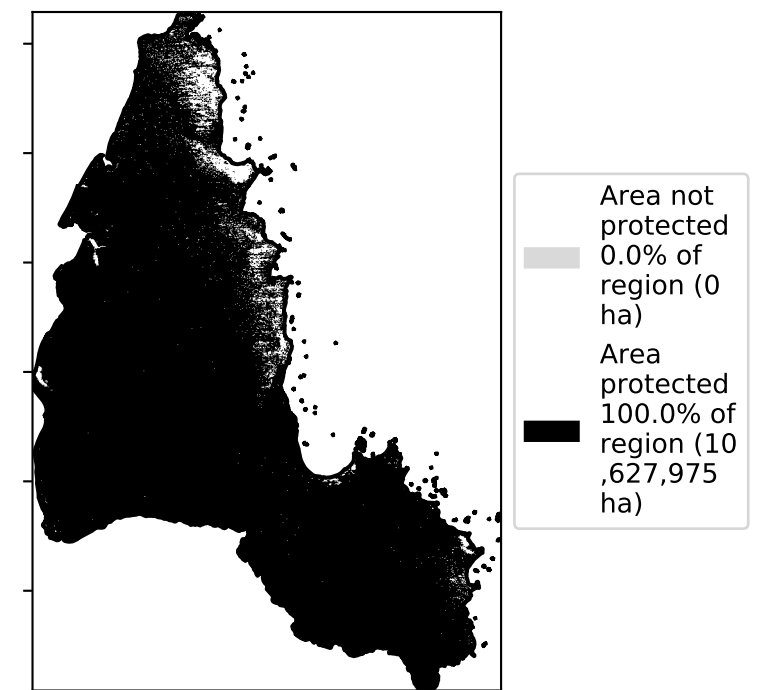 Area not
protected
0.0% of
region (0
ha)
Area
protected
100.0% of
region (10
,627,975
ha)